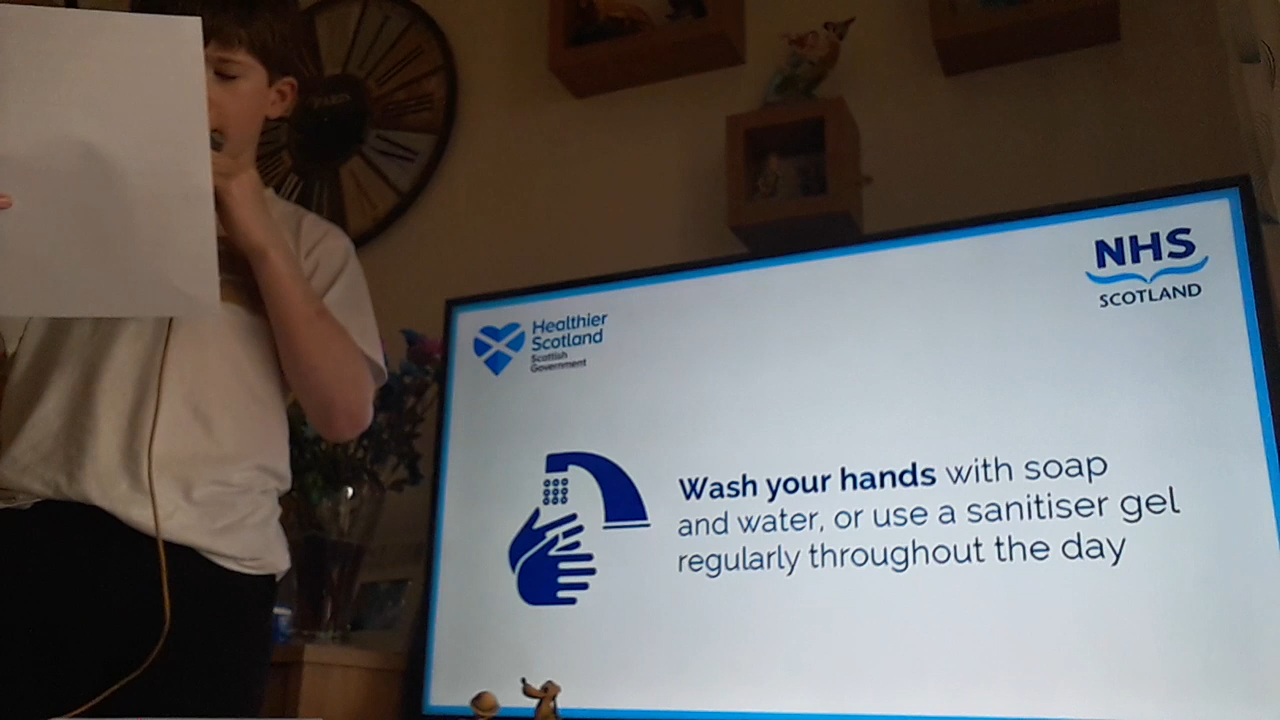 NHS
SCOTLAND
Healthier
Scotland
Scottish
Government
Wash your hands with soap
and water, or use a sanitiser gel
regularly throughout the day